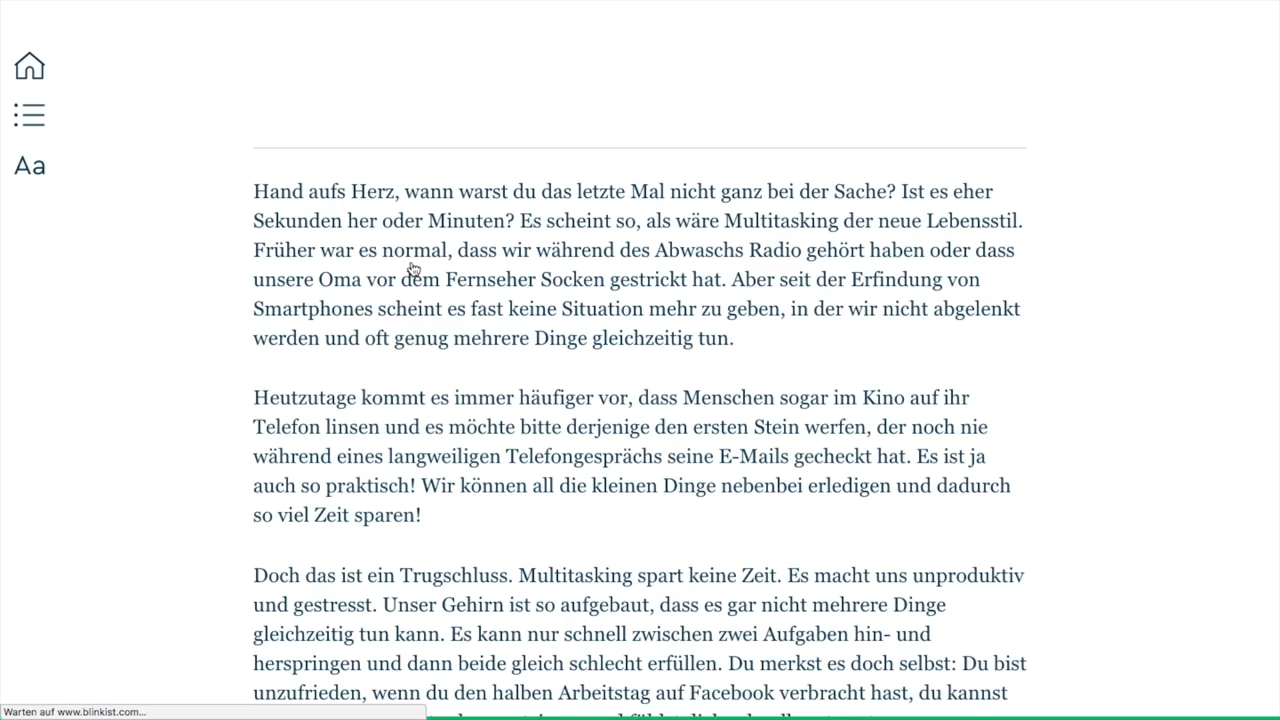 Aa
Hand aufs Herz, wann warst du das letzte Mal nicht ganz bei der Sache? Ist es eher
Sekunden her oder Minuten? Es scheint so, als wäre Multitasking der neue Lebensstil.
Früher war es normal, dass wir während des Abwaschs Radio gehört haben oder dass
unsere Oma vor dem Fernseher Socken gestrickt hat. Aber seit der Erfindung von
Smartphones scheint es fast keine Situation mehr zu geben, in der wir nicht abgelenkt
werden und oft genug mehrere Dinge gleichzeitig tun.
Heutzutage kommt es immer häufiger vor, dass Menschen sogar im Kino auf ihr
Telefon linsen und es möchte bitte derjenige den ersten Stein werfen, der noch nie
während eines langweiligen Telefongesprächs seine E-Mails gecheckt hat. Es ist ja
auch so praktisch! Wir können all die kleinen Dinge nebenbei erledigen und dadurch
so viel Zeit sparen!
Doch das ist ein Trugschluss. Multitasking spart keine Zeit. Es macht uns unproduktiv
und gestresst. Unser Gehirn ist so aufgebaut, dass es gar nicht mehrere Dinge
gleichzeitig tun kann. Es kann nur schnell zwischen zwei Aufgaben hin- und
herspringen und dann beide gleich schlecht erfüllen. Du merkst es doch selbst: Du bist
unzufrieden, wenn du den halben Arbeitstag auf Facebook verbracht hast, du kannst
Warten auf www.blinkist.com...